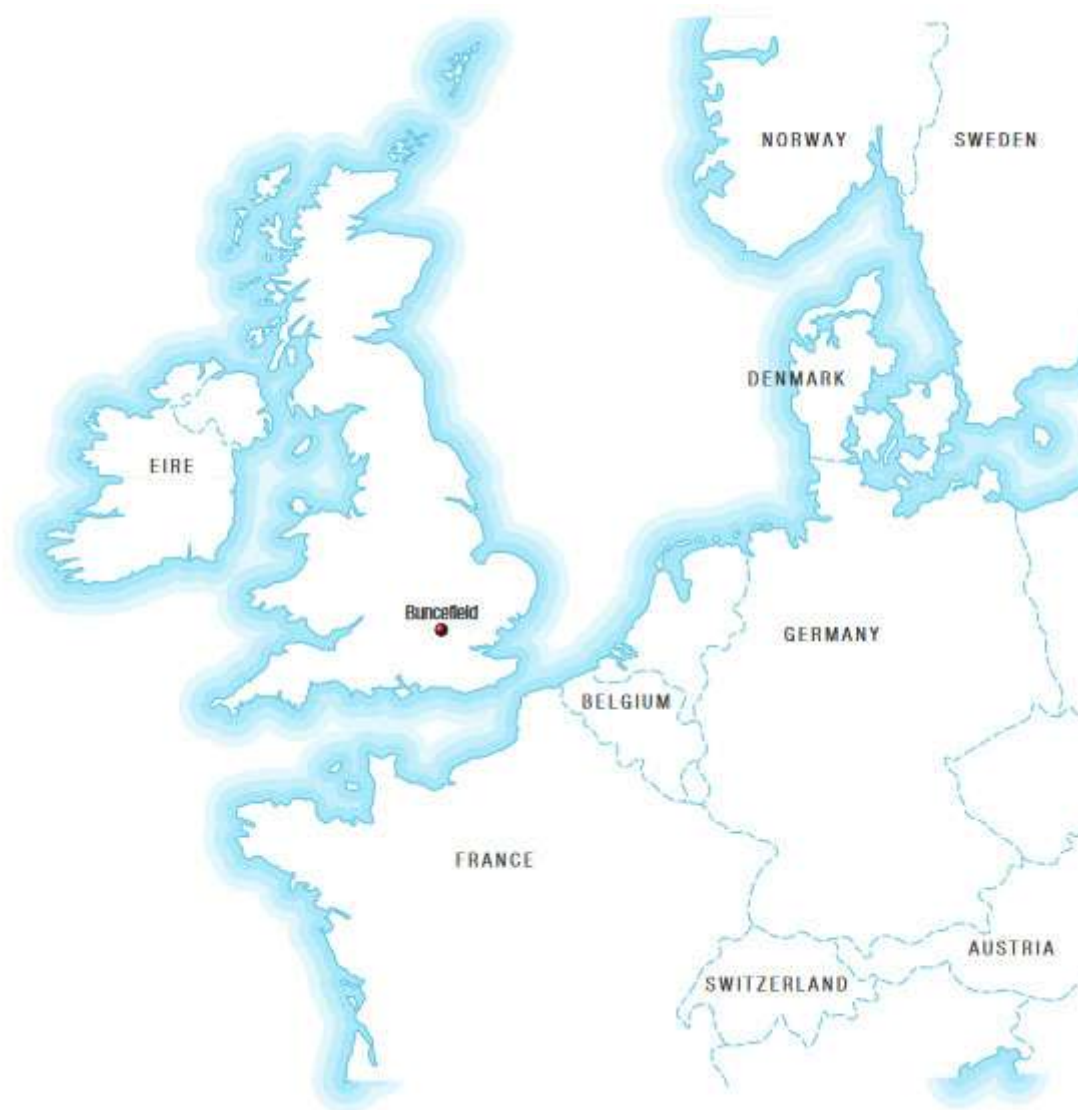 NORWAY
SWEDEN
DENMARK
EIRE
Buncefield
GERMANY
BELGIUM
FRANCE
AUSTRIA
SWITZERLAND